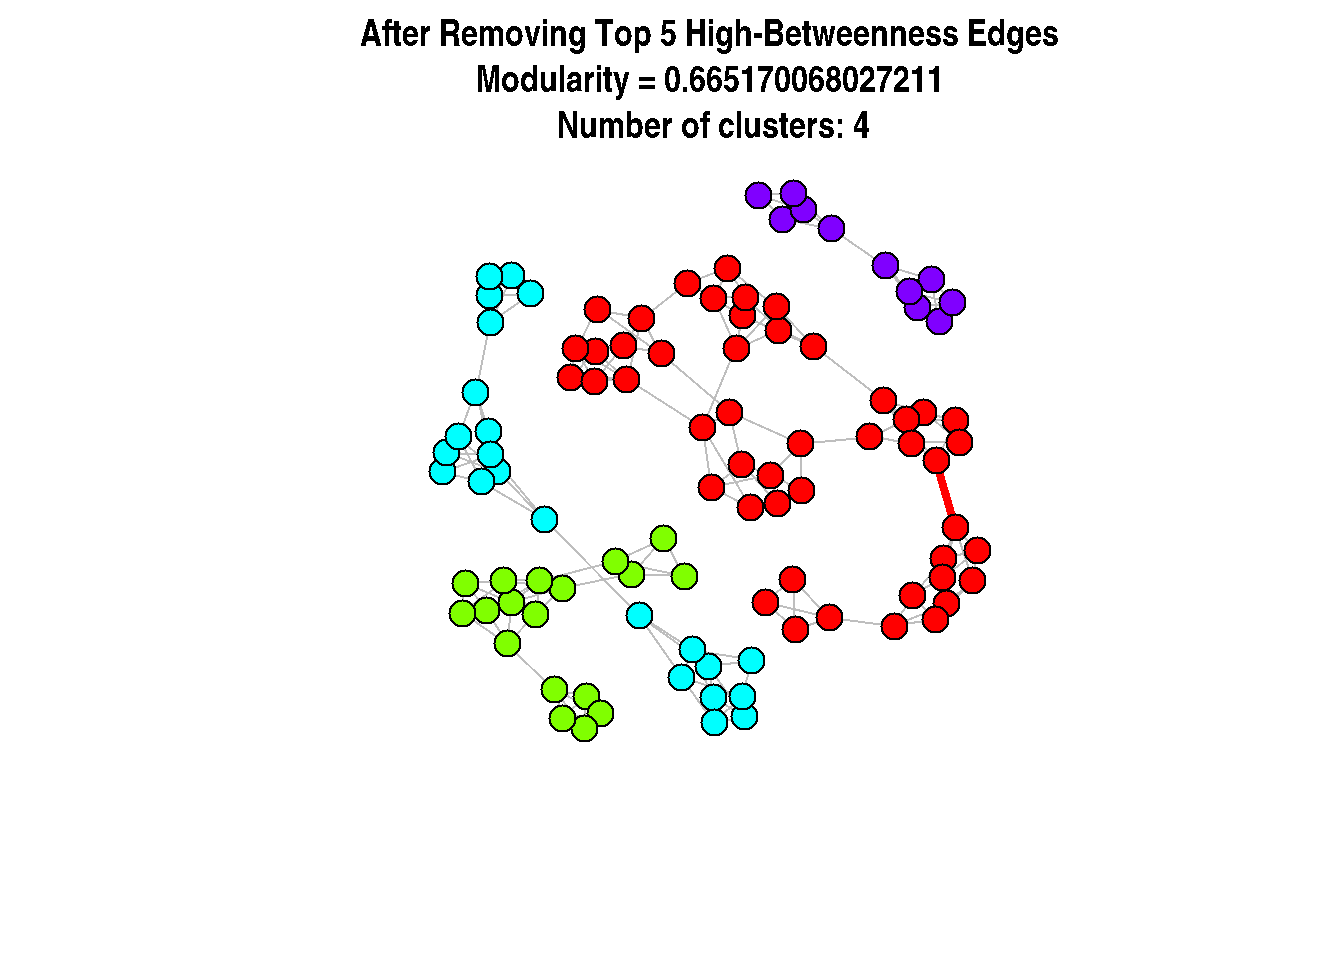 After Removing Top 5 High-Betweenness Edges
Modularity = 0.665170068027211
Number of clusters: 4